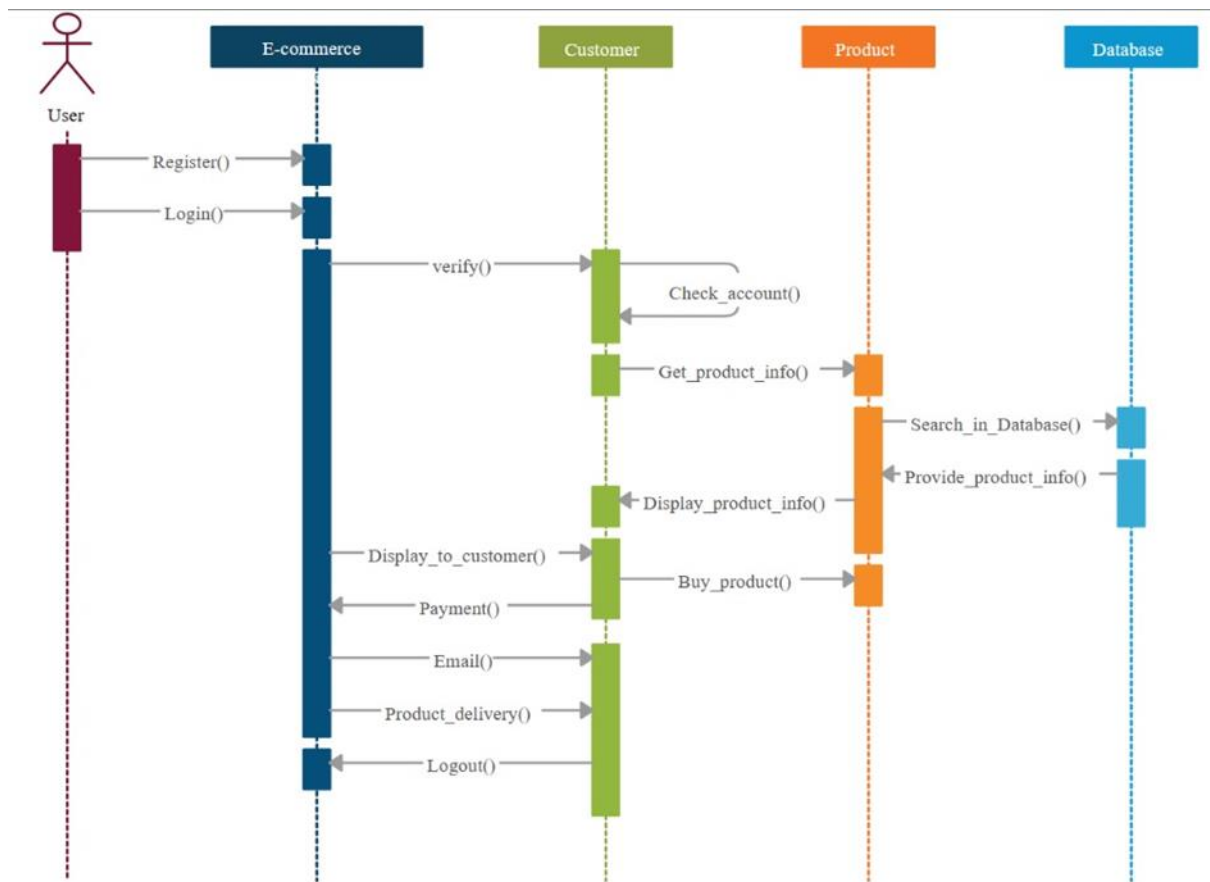 E-commerce
Customer
Product
Database
User
Register()
Login()
verify()
Check_account()
Get_product_info()
Search_in_Database()
Provide_product_info()
Display_product_info()
Display_to_customer()
Buy_product()
Payment()
Email()
Product_delivery()
Logout()